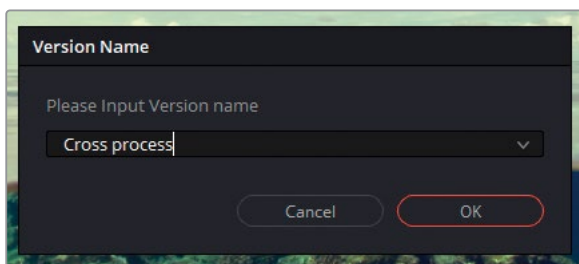 Version Name
Please Input Version name
Cross process
Cancel OK